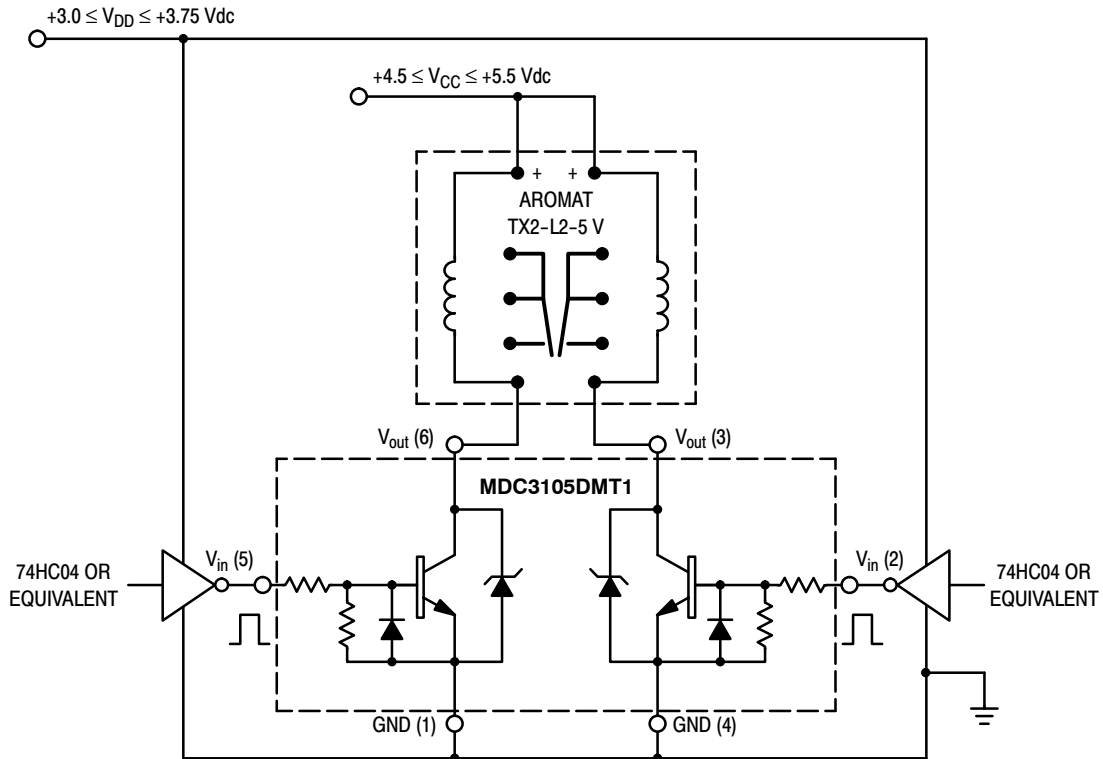 +3.0 ≤ VDD ≤ +3.75 Vdc
+4.5 ≤ VCC ≤ +5.5 Vdc
+ +
AROMAT
TX2-L2-5 V
Vout (6)
Vout (3)
MDC3105DMT1
74HC04 OR
EQUIVALENT
Vin (5)
Vin (2)
74HC04 OR
EQUIVALENT
GND (1)
GND (4)